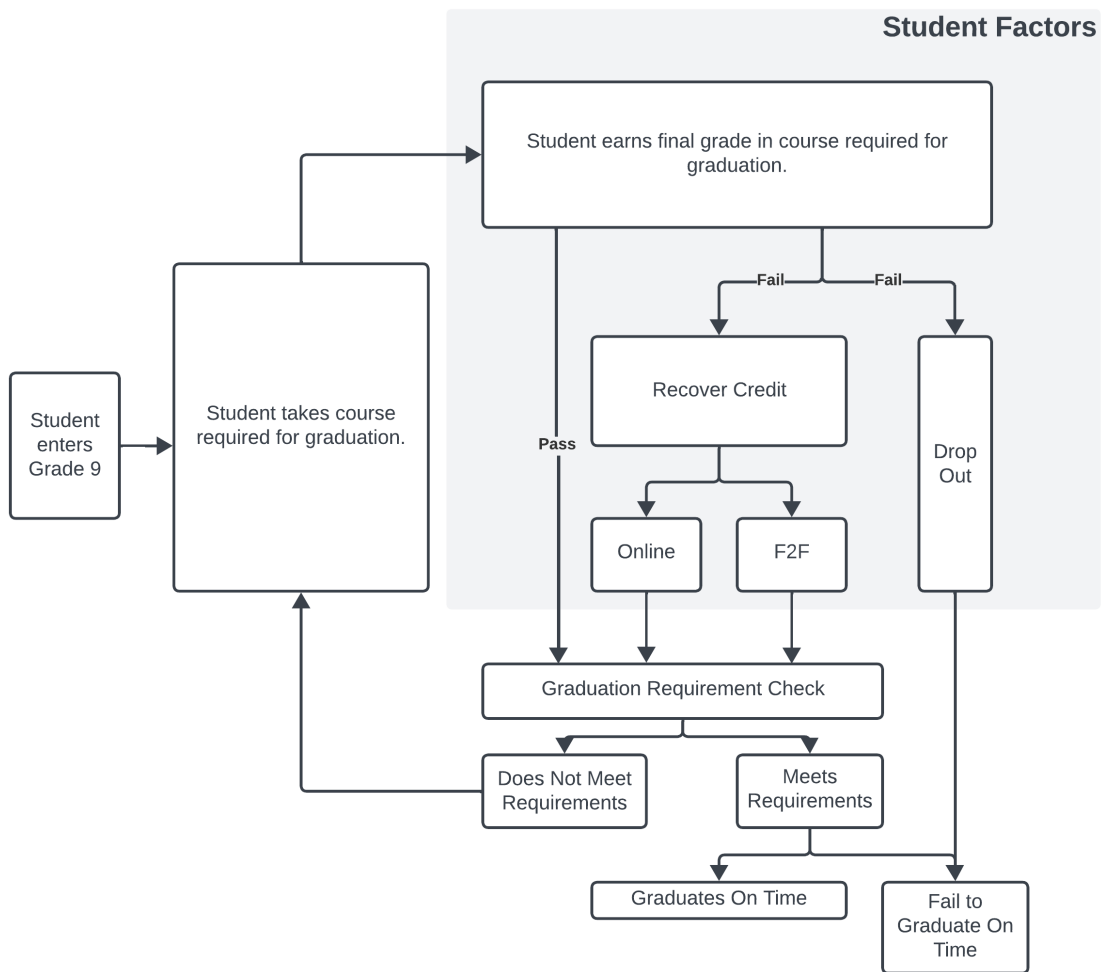 Student Factors
Student earns final grade in course required for
graduation.
Fail
Fail
Recover Credit
Student
enters
Grade 9
Student takes course
required for graduation.
Pass
Drop
Out
Online
F2F
Graduation Requirement Check
Does Not Meet
Requirements
Meets
Requirements
Graduates On Time
Fail to
Graduate On
Time